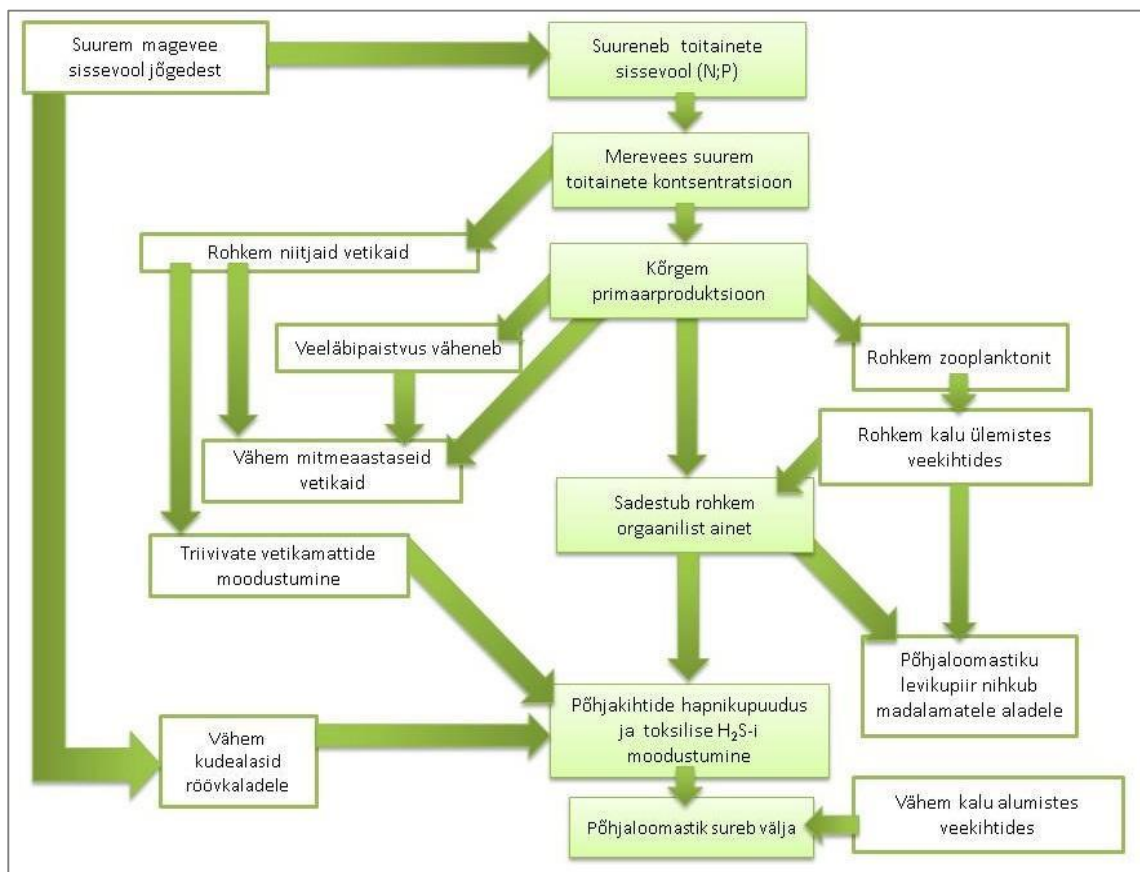 Suurem magevee
sissevool jõgedest
Suureneb toitainete
sissevool (N;P)
Merevees suurem
toitainete kontsentratsioon
Rohkem niitjaid vetikaid
Kõrgem
primaarproduktsioon
Veeläbipaistvus väheneb
Rohkem zooplanktonit
Vähem mitmeaastaseid
vetikaid
Rohkem kalu ülemistes
veekihtides
Sadestub rohkem
orgaanilist ainet
Triivivate vetikamattide
moodustumine
Põhjaloomastiku
levikupiir nihkub
madalamatele aladele
Põhjakihtide hapnikupuudus
ja toksilise H₂S-i
moodustumine
Vähem
kudealasid
röövkaladele
Põhjaloomastik sureb välja
Vähem kalu alumistes
veekihtides